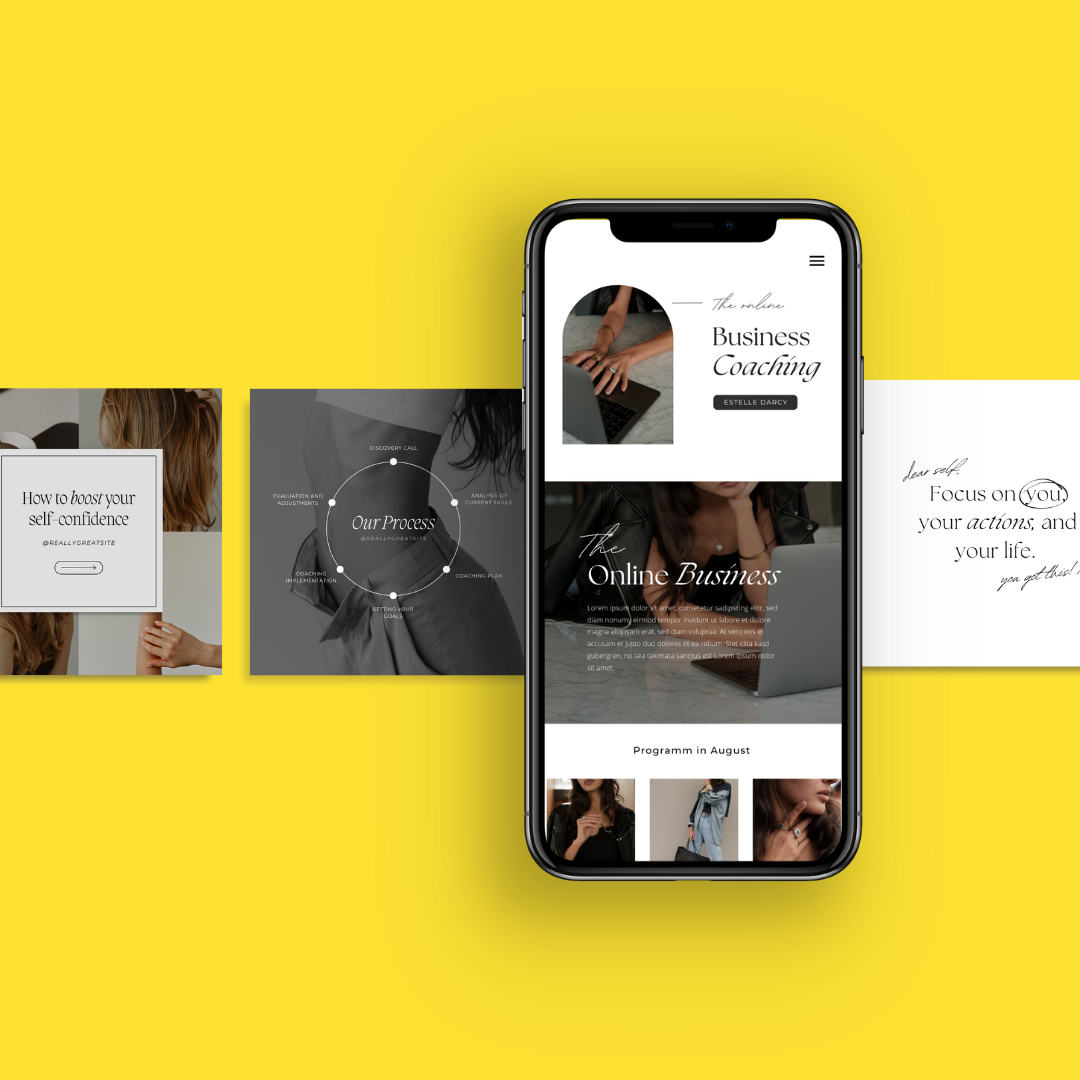 How to boost your
self-confidence
@REALLYGREATSITE
DISCOVERY CALL
EVALUATION AND
ADJUSTMENTS
ANALYSIS OF
CURRENT SKILLS
Our Process
@REALLYGREATSITE
COACHING
IMPLEMENTATION
COACHING PLAN
SETTING YOUR
GOALS
The online
Business
Coaching
ESTELLE DARCY
The
Online Business
Lorem ipsum dolor sit amet, consetetur sadipscing elitr, sed
diam nonumy eirmod tempor invidunt ut labore et dolore
magna aliquyam erat, sed diam voluptua. At vero eos et
accusam et justo duo dolores et ea rebum. Stet clita kasd
gubergren, no sea takimata sanctus est Lorem ipsum dolor
sit amet.
Programm in August
dear self,
Focus on you,
your actions, and
your life.
you got this!